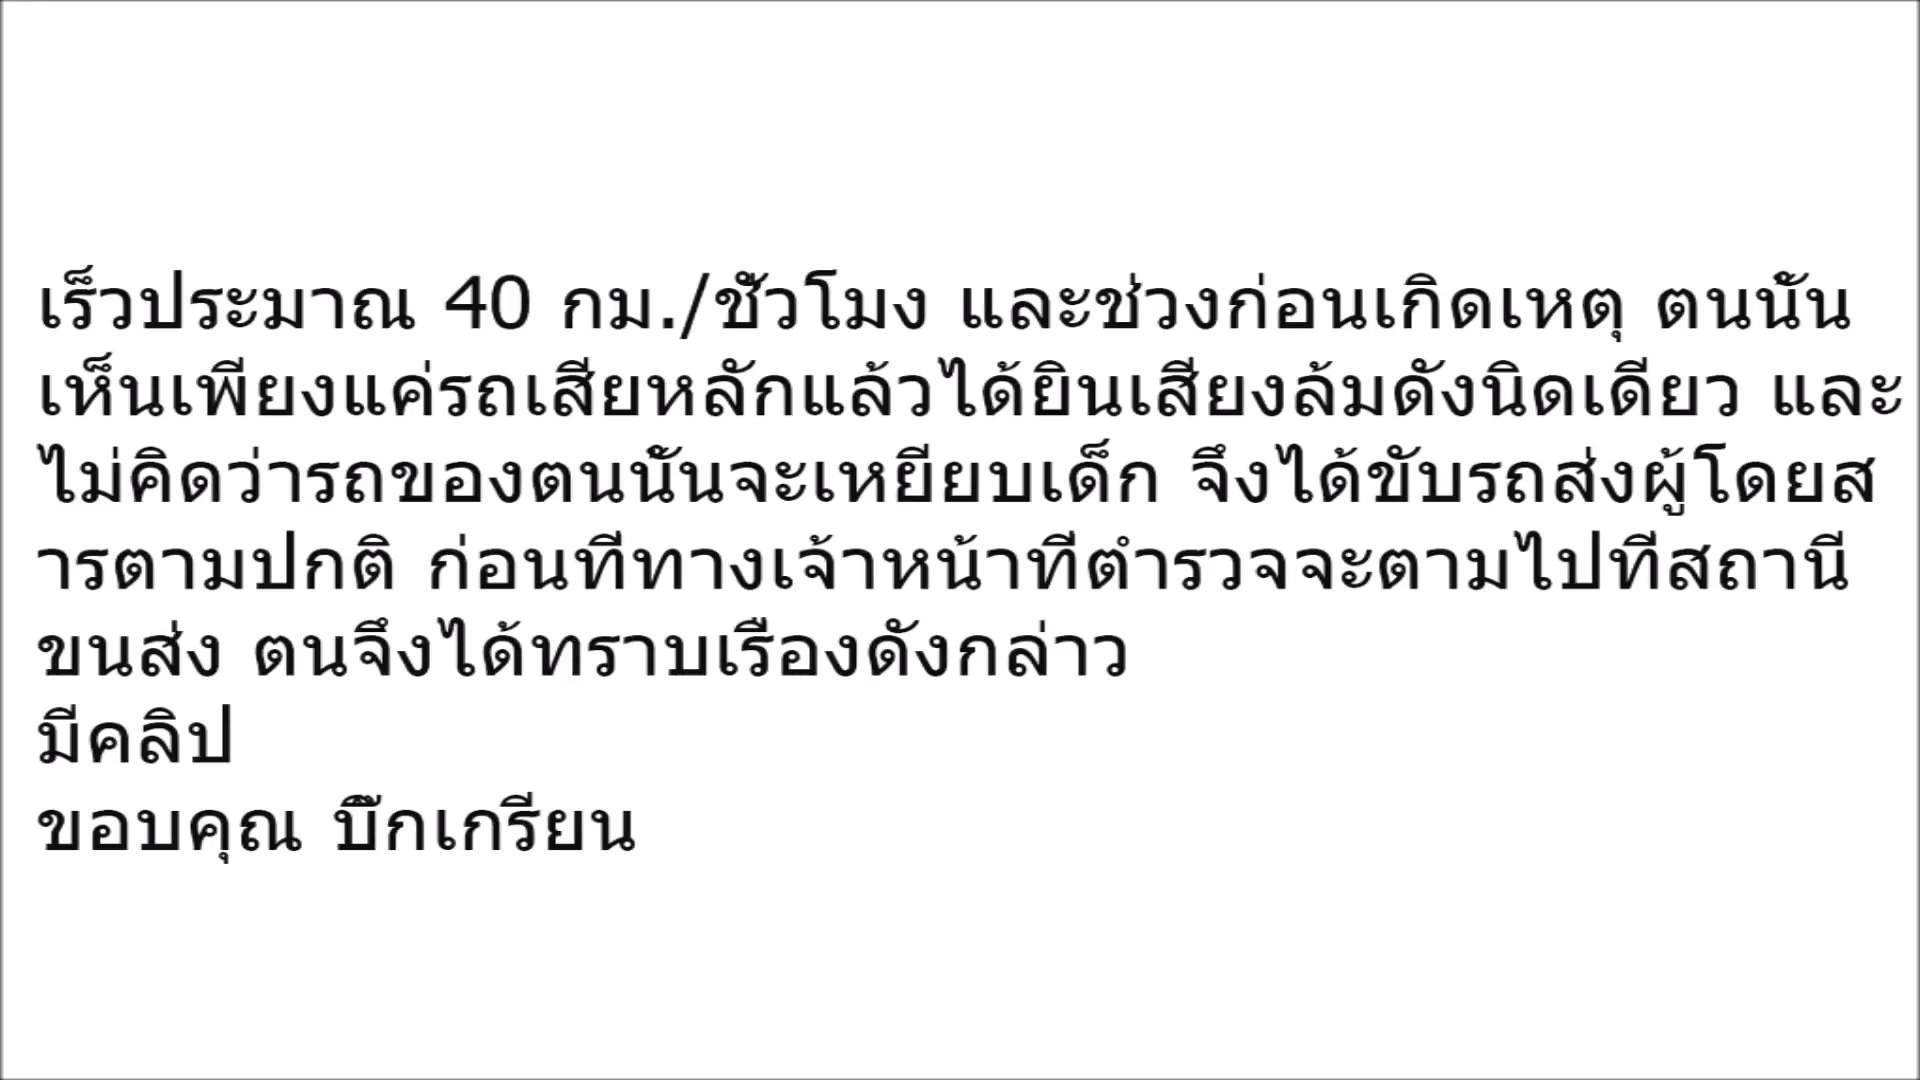 เร็วประมาณ 40 กม./ชั่วโมง และช่วงก่อนเกิดเหตุ ตนนั้น
เห็นเพียงแค่รถเสียหลักแล้วได้ยินเสียงล้มดังนิดเดียว และ
ไม่คิดว่ารถของตนนั้นจะเหยียบเด็ก จึงได้ขับรถส่งผู้โดยส
ารตามปกติ ก่อนที่ทางเจ้าหน้าที่ตำรวจจะตามไปที่สถานี
ขนส่ง ตนจึงได้ทราบเรื่องดังกล่าว
มีคลิป
ขอบคุณ บิ๊กเกรียน